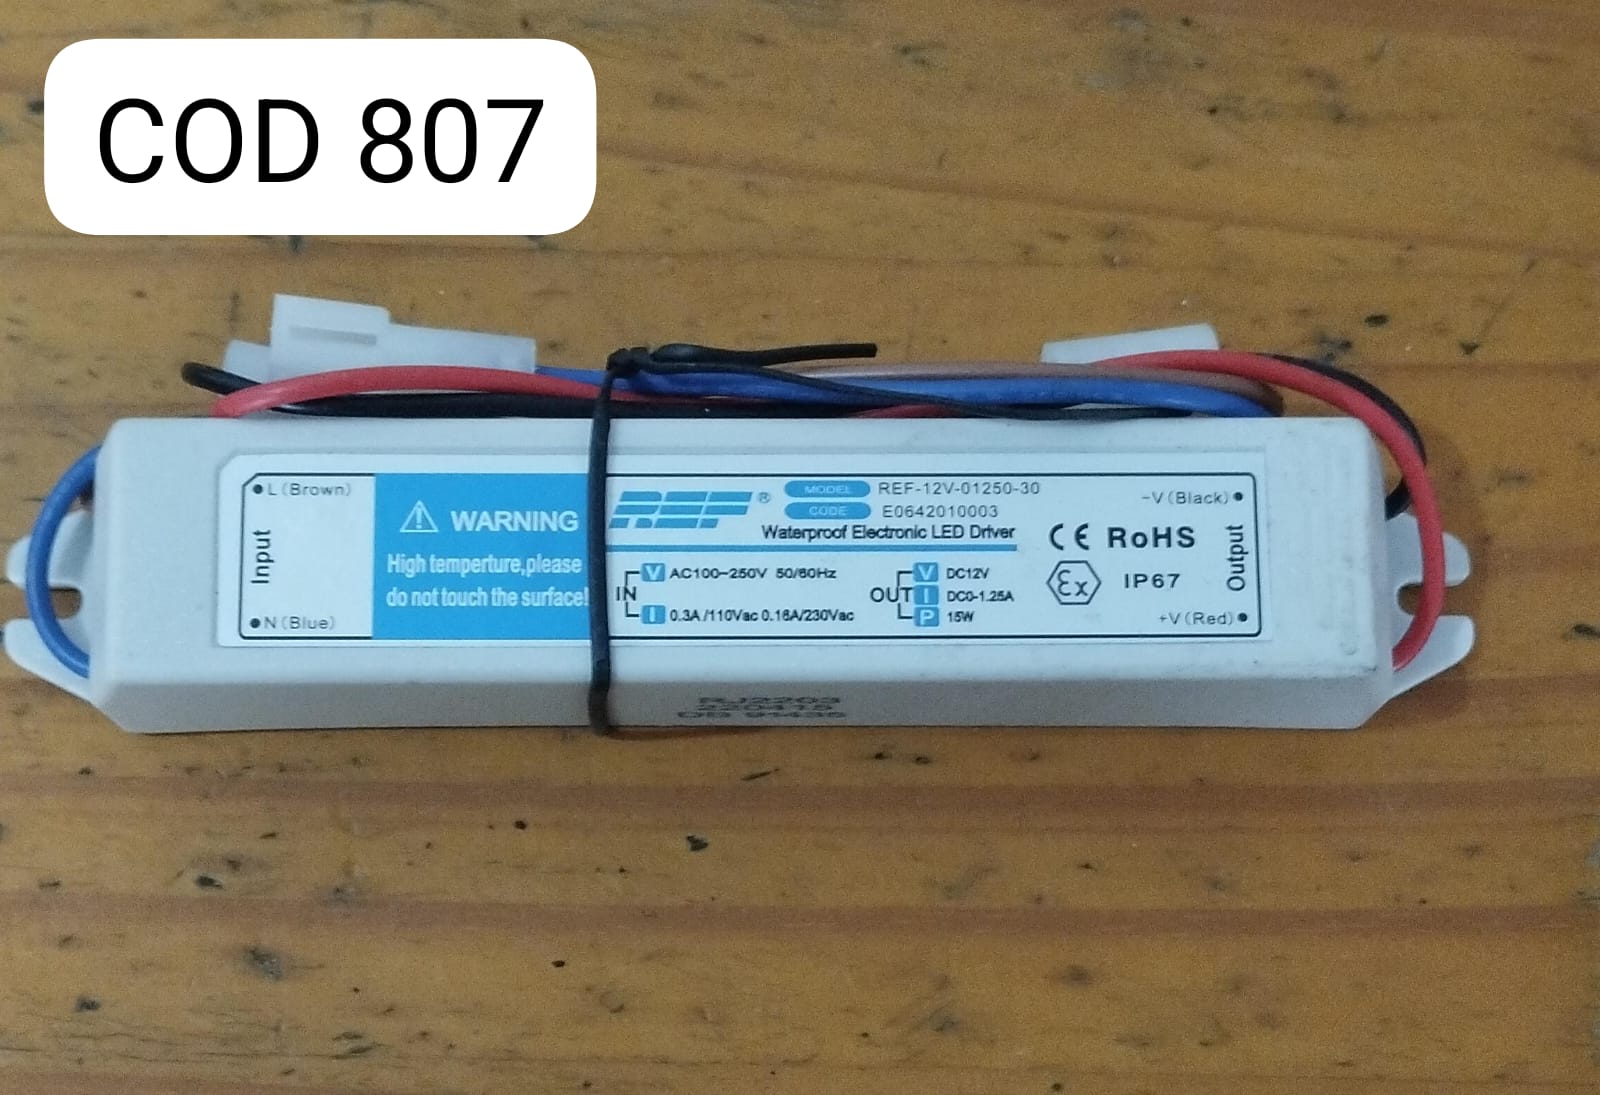 COD 807
L (Brown)
Input
N (Blue)
WARNING
High temperture,please
do not touch the surface!
REF®
MODEL REF-12V-01250-30
CODE E0642010003
Waterproof Electronic LED Driver
IN
V AC100~250V 50/60Hz
I 0.3A/110Vac 0.16A/230Vac
OUT
V DC12V
I DC0-1.25A
P 15W
CE RoHS
Ex IP67
-V (Black)
Output
+V (Red)
RJ2203
220415